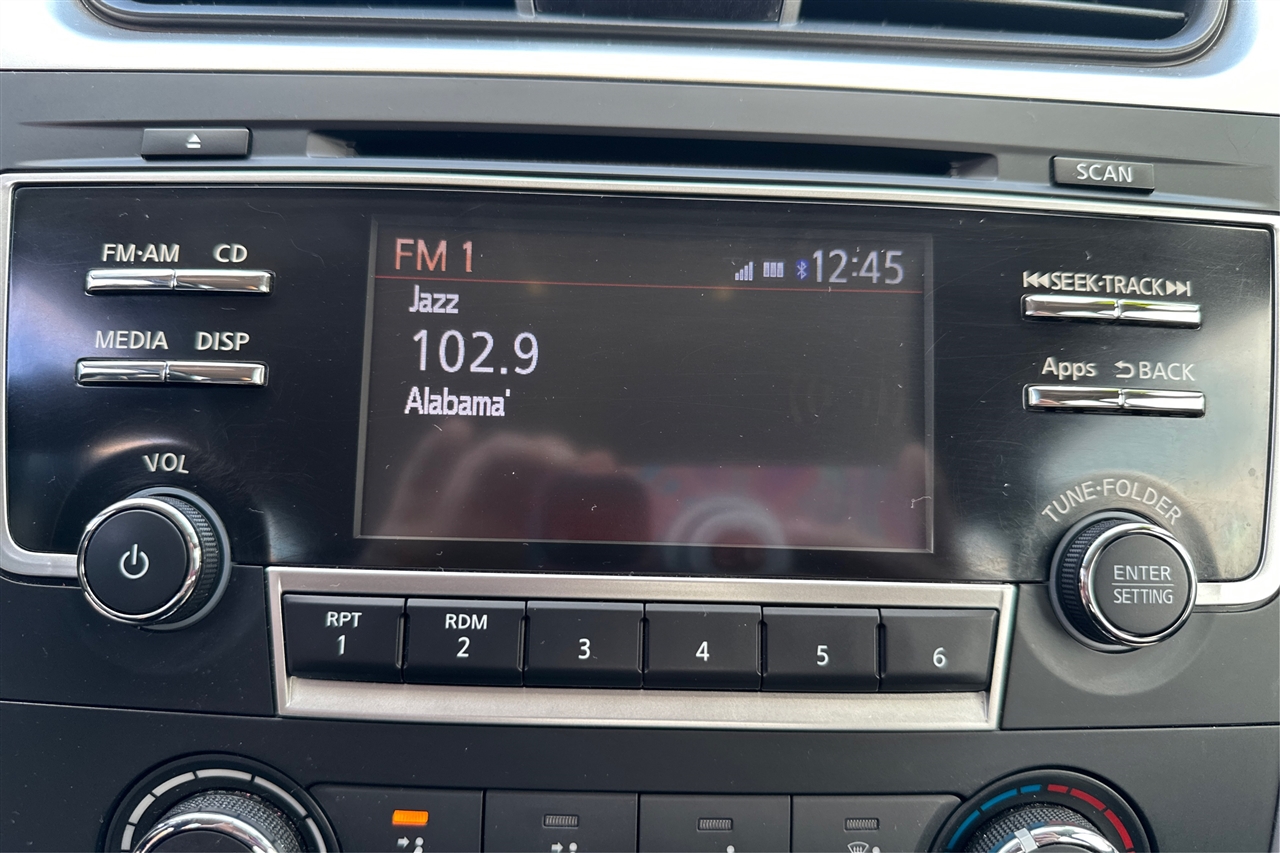 SCAN
FM·AM CD
FM 1
12:45
SEEK·TRACK
Jazz
102.9
MEDIA DISP
Apps BACK
Alabama'
VOL
TUNE·FOLDER
ENTER
SETTING
RPT
1
RDM
2
3
4
5
6